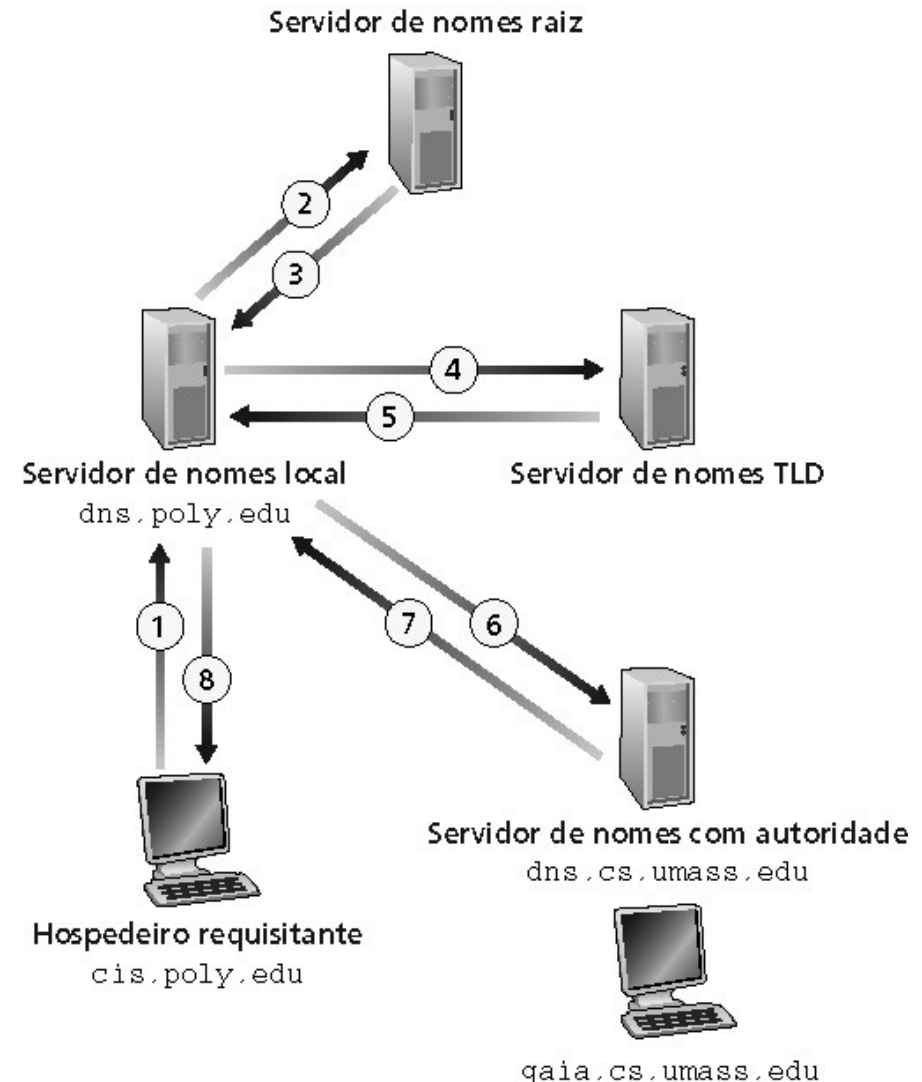 Servidor de nomes raiz
2
3
4
5
Servidor de nomes local
dns.poly.edu
Servidor de nomes TLD
1
8
7
6
Servidor de nomes com autoridade
dns.cs.umass.edu
Hospedeiro requisitante
cis.poly.edu
gaia.cs.umass.edu